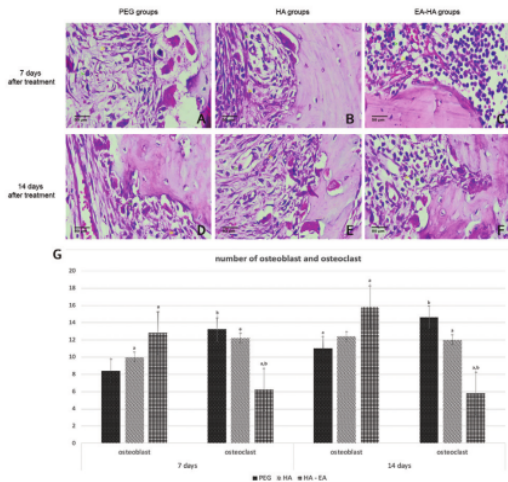 PEG groups
HA groups
EA-HA groups
7 days
after treatment
A
B
C
14 days
after treatment
D
E
F
G
number of osteoblast and osteoclast
20
18
16
14
12
10
8
6
4
2
0
a
a
b
a
a,b
a
a
b
a
a,b
osteoblast
osteoclast
osteoblast
osteoclast
7 days
14 days
PEG
HA
HA - EA